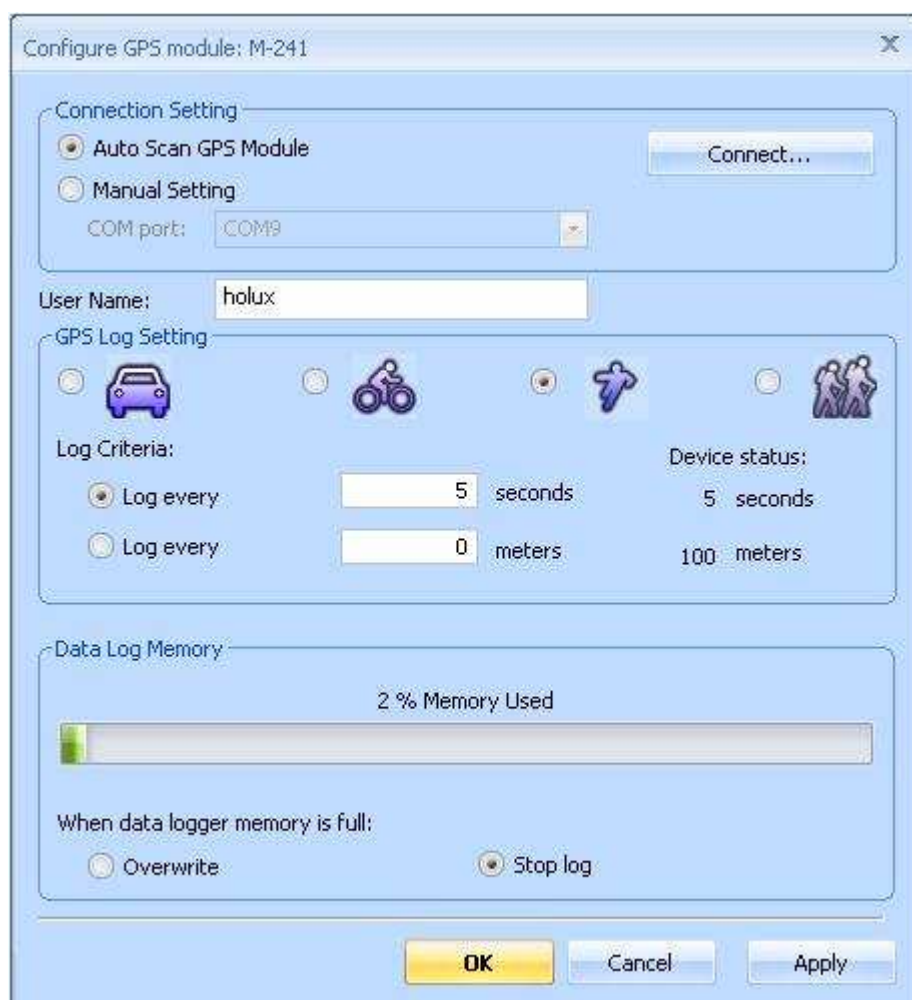 Configure GPS module: M-241
Connection Setting
Auto Scan GPS Module
Connect...
Manual Setting
COM port: COM9
User Name: holux
GPS Log Setting
Log Criteria:
Device status:
Log every 5 seconds
5 seconds
Log every 0 meters
100 meters
Data Log Memory
2 % Memory Used
When data logger memory is full:
Overwrite
Stop log
OK
Cancel
Apply